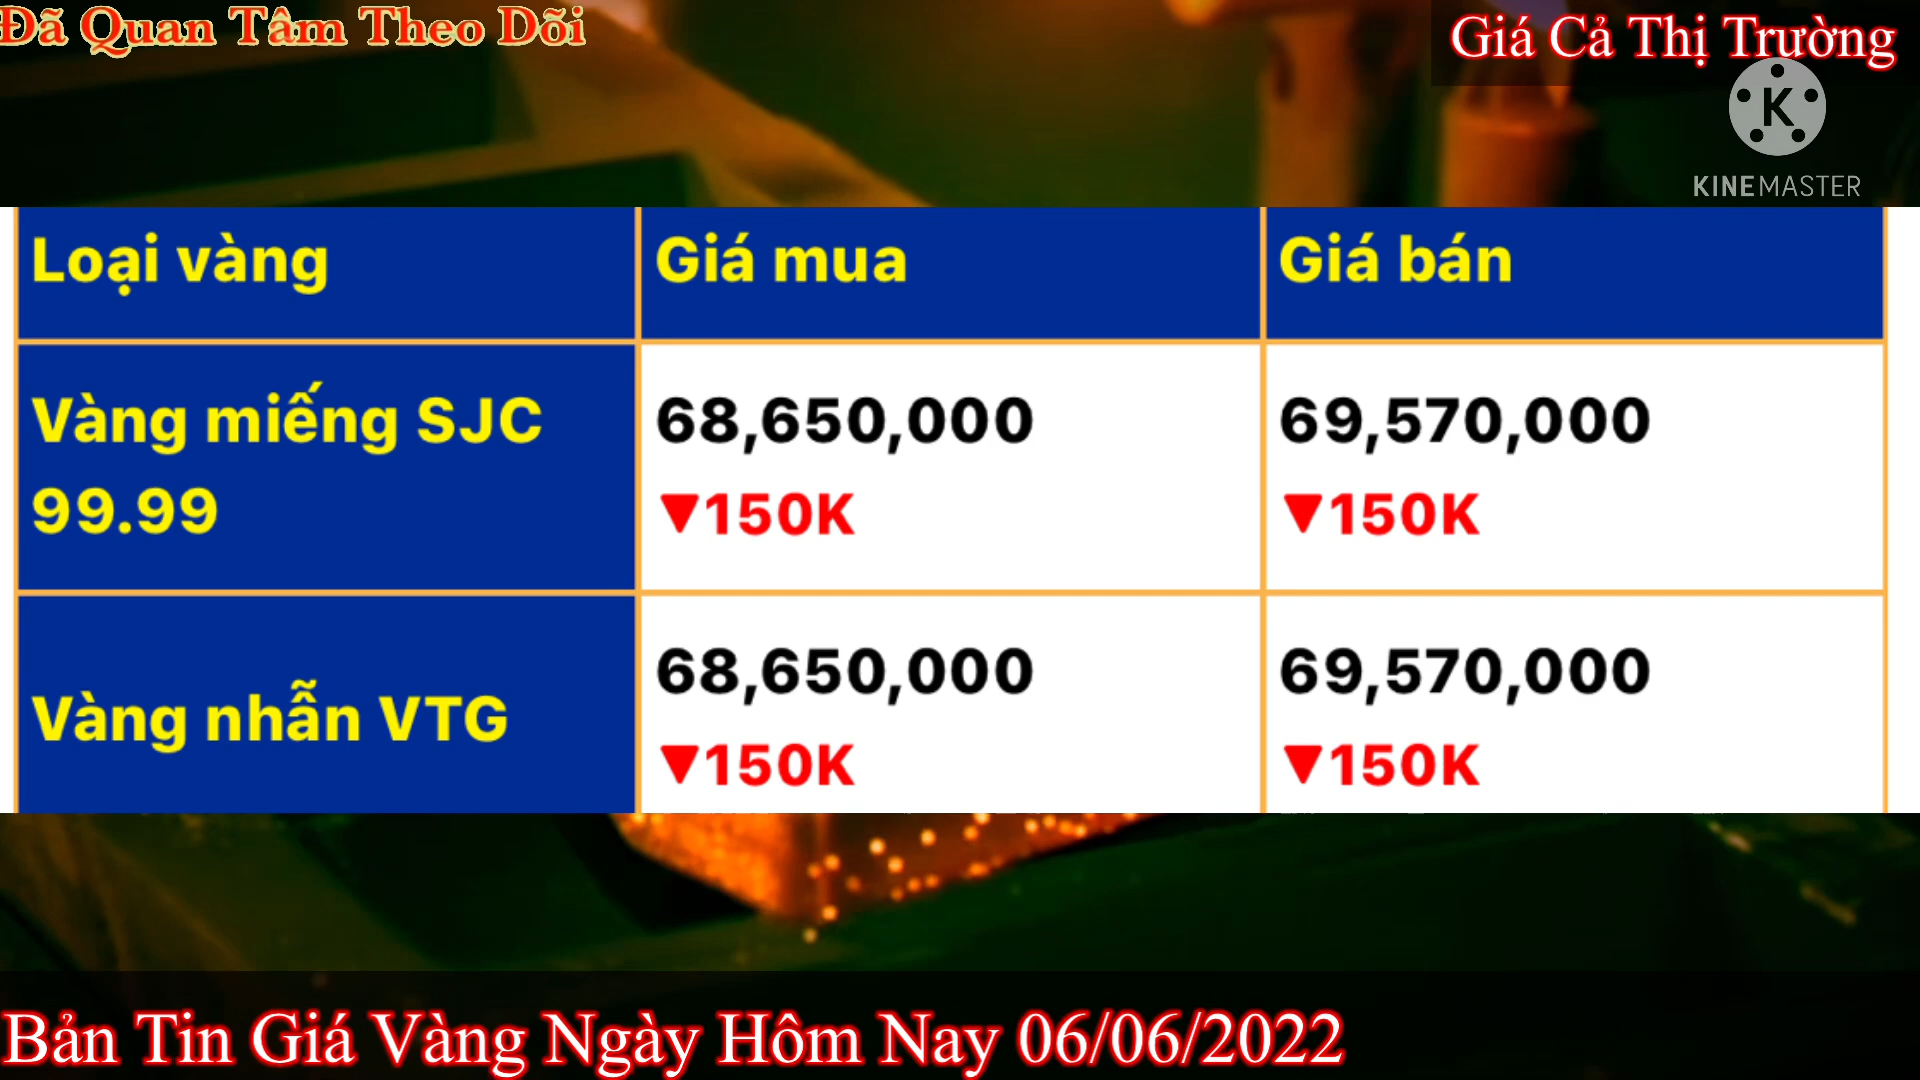 Đã Quan Tâm Theo Dõi
Giá Cả Thị Trường
K
KINEMASTER
Loại vàng Giá mua Giá bán
Vàng miếng SJC 99.99 68,650,000 69,570,000
▼150K ▼150K
Vàng nhẫn VTG 68,650,000 69,570,000
▼150K ▼150K
Bản Tin Giá Vàng Ngày Hôm Nay 06/06/2022